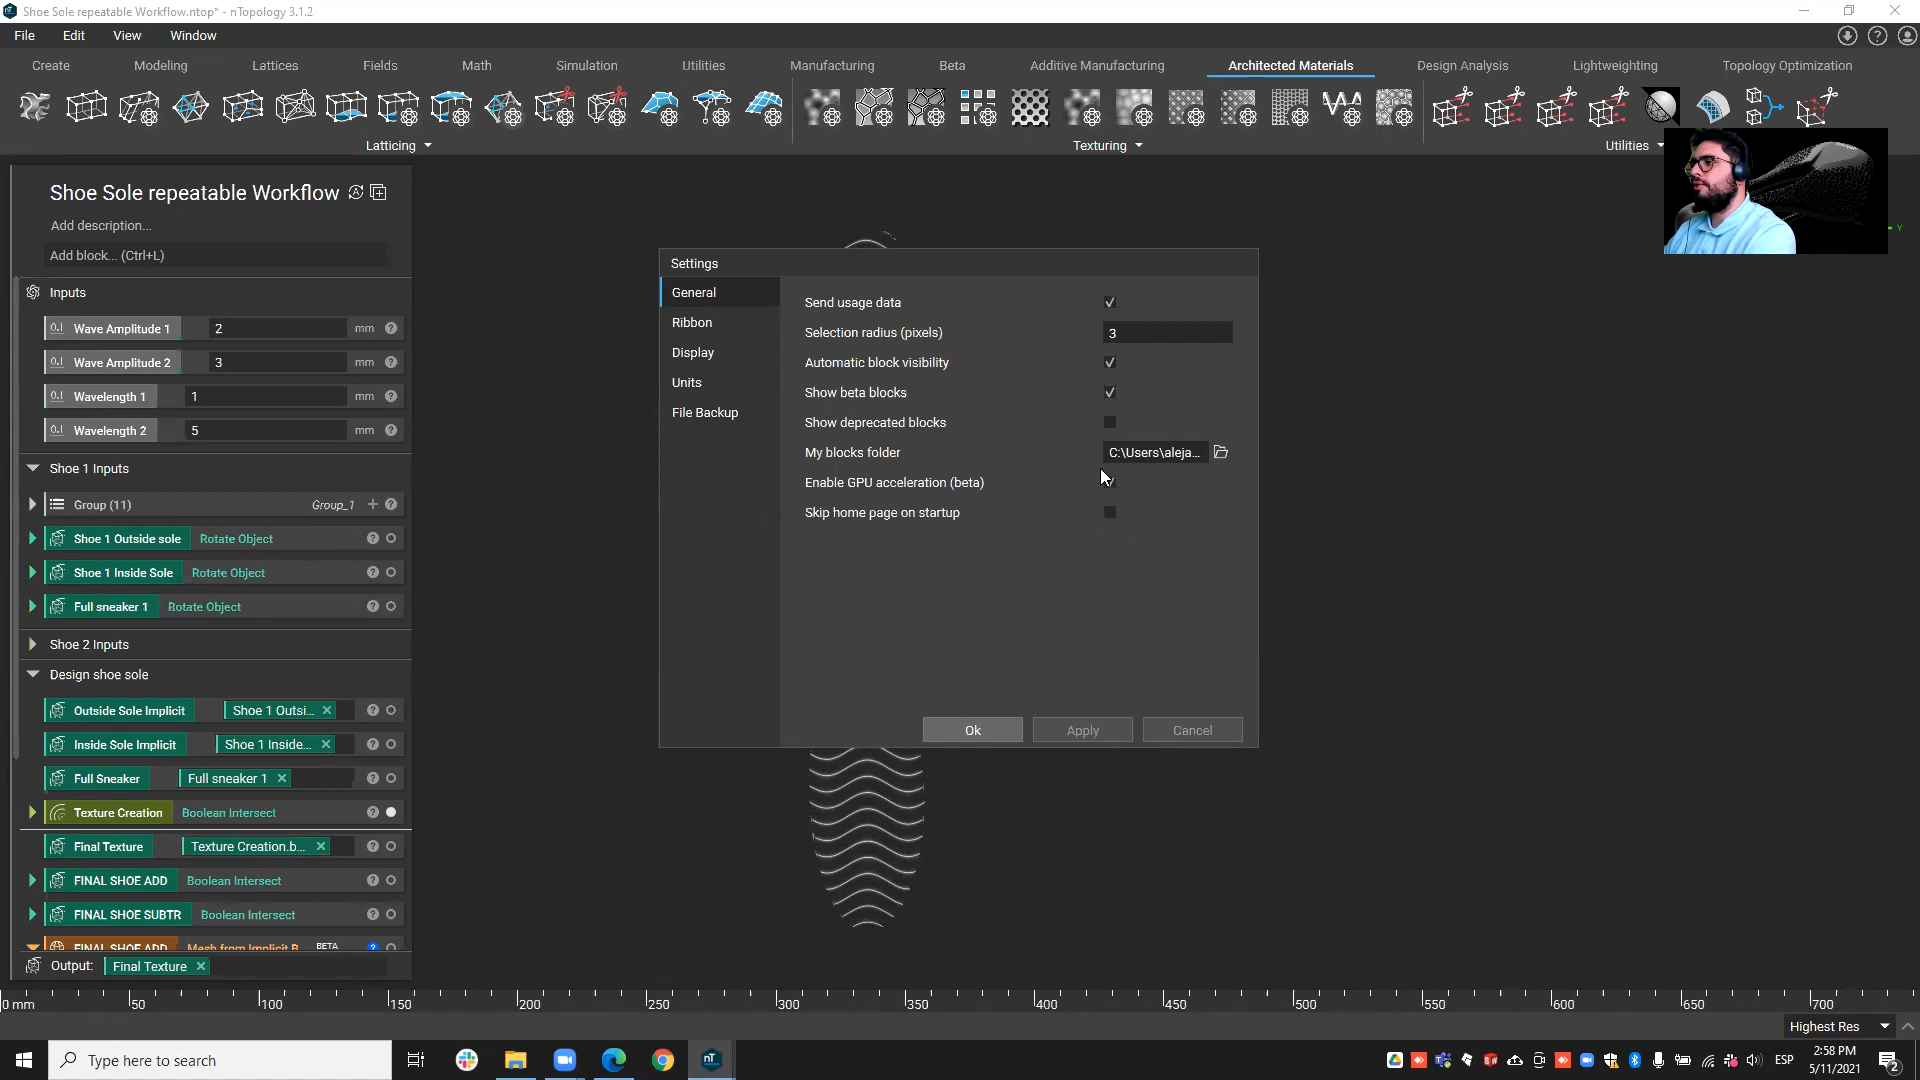 Shoe Sole repeatable Workflow.ntop* - nTopology 3.1.2
File Edit View Window
Create Modeling Lattices Fields Math Simulation Utilities Manufacturing Beta Additive Manufacturing Architected Materials Design Analysis Lightweighting Topology Optimization
Latticing Texturing Utilities
Shoe Sole repeatable Workflow
Add description...
Add block... (Ctrl+L)
Inputs
Wave Amplitude 1 2 mm
Wave Amplitude 2 3 mm
Wavelength 1 1 mm
Wavelength 2 5 mm
Shoe 1 Inputs
Group (11) Group_1
Shoe 1 Outside sole Rotate Object
Shoe 1 Inside Sole Rotate Object
Full sneaker 1 Rotate Object
Shoe 2 Inputs
Design shoe sole
Outside Sole Implicit Shoe 1 Outsi...
Inside Sole Implicit Shoe 1 Inside...
Full Sneaker Full sneaker 1
Texture Creation Boolean Intersect
Final Texture Texture Creation.b...
FINAL SHOE ADD Boolean Intersect
FINAL SHOE SUBTR Boolean Intersect
FINAL SHOE ADD Mesh from Implicit B BETA
Output: Final Texture
Settings
General
Ribbon
Display
Units
File Backup
Send usage data
Selection radius (pixels) 3
Automatic block visibility
Show beta blocks
Show deprecated blocks
My blocks folder C:\Users\aleja...
Enable GPU acceleration (beta)
Skip home page on startup
Ok Apply Cancel
Y
0 mm 50 100 150 200 250 300 350 400 450 500 550 600 650 700
Highest Res
Type here to search
nT
ESP
2:58 PM
5/11/2021
2